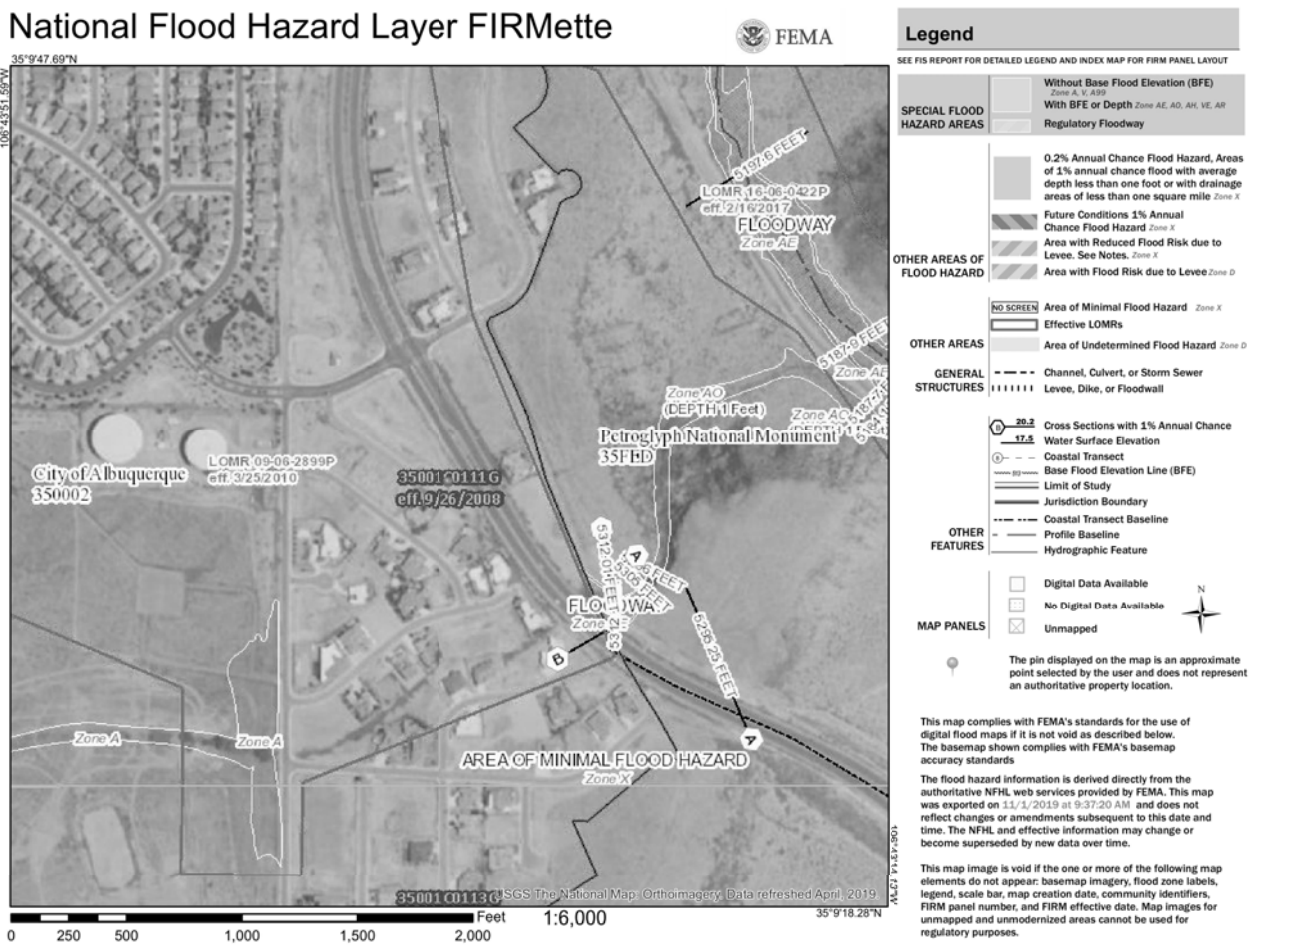 National Flood Hazard Layer FIRMette
FEMA
35°9'47.69"N
106°43'51.59"W
5197.6 FEET
LOMR 16-06-0422P
eff. 2/16/2017
FLOODWAY
Zone AE
5187.9 FEET
Zone AE
Zone AO
(DEPTH 1 Feet)
Zone AO
Petroglyph National Monument
35FED
City of Albuquerque
350002
LOMR 09-06-2899P
eff. 3/25/2010
35001C0111G
eff. 9/26/2008
A
5305 FEET
FLOODWAY
Zone
B
5295.25 FEET
A
Zone A
Zone A
AREA OF MINIMAL FLOOD HAZARD
Zone X
35001C0113G
USGS The National Map: Orthoimagery. Data refreshed April, 2019.
106°43'14.13"W
35°9'18.28"N
Feet
1:6,000
0
250
500
1,000
1,500
2,000
Legend
SEE FIS REPORT FOR DETAILED LEGEND AND INDEX MAP FOR FIRM PANEL LAYOUT
SPECIAL FLOOD
HAZARD AREAS
Without Base Flood Elevation (BFE)
Zone A, V, A99
With BFE or Depth Zone AE, AO, AH, VE, AR
Regulatory Floodway
0.2% Annual Chance Flood Hazard, Areas
of 1% annual chance flood with average
depth less than one foot or with drainage
areas of less than one square mile Zone X
Future Conditions 1% Annual
Chance Flood Hazard Zone X
Area with Reduced Flood Risk due to
Levee. See Notes. Zone X
Area with Flood Risk due to Levee Zone D
OTHER AREAS OF
FLOOD HAZARD
NO SCREEN Area of Minimal Flood Hazard Zone X
Effective LOMRs
Area of Undetermined Flood Hazard Zone D
OTHER AREAS
GENERAL
STRUCTURES
Channel, Culvert, or Storm Sewer
Levee, Dike, or Floodwall
B 20.2 Cross Sections with 1% Annual Chance
17.5 Water Surface Elevation
8 Coastal Transect
513 Base Flood Elevation Line (BFE)
Limit of Study
Jurisdiction Boundary
Coastal Transect Baseline
Profile Baseline
Hydrographic Feature
OTHER
FEATURES
Digital Data Available
No Digital Data Available
Unmapped
MAP PANELS
N
The pin displayed on the map is an approximate
point selected by the user and does not represent
an authoritative property location.
This map complies with FEMA's standards for the use of
digital flood maps if it is not void as described below.
The basemap shown complies with FEMA's basemap
accuracy standards
The flood hazard information is derived directly from the
authoritative NFHL web services provided by FEMA. This map
was exported on 11/1/2019 at 9:37:20 AM and does not
reflect changes or amendments subsequent to this date and
time. The NFHL and effective information may change or
become superseded by new data over time.
This map image is void if the one or more of the following map
elements do not appear: basemap imagery, flood zone labels,
legend, scale bar, map creation date, community identifiers,
FIRM panel number, and FIRM effective date. Map images for
unmapped and unmodernized areas cannot be used for
regulatory purposes.